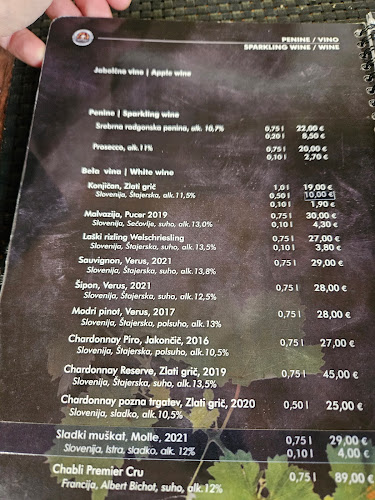 PENINE / VINO
SPARKLING WINE / WINE
Jabolčno vino | Apple wine
Penine | Sparkling wine
Srebrna radgonska penina, alk. 10,7% 0,75 l 22,00 €
0,20 l 8,50 €
Prosecco, alk. 11% 0,75 l 20,00 €
0,10 l 2,70 €
Bela vina | White wine
Konjičan, Zlati grič 1,0 l 19,00 €
Slovenija, Štajerska, alk. 11,5% 0,50 l 10,00 €
0,10 l 1,90 €
Malvazija, Pucer 2019 0,75 l 30,00 €
Slovenija, Sečovlje, suho, alk. 13,0% 0,10 l 4,30 €
Laški rizling Welschriesling 0,75 l 27,00 €
Slovenija, Štajerska, suho, alk. 13,5% 0,10 l 3,80 €
Sauvignon, Verus, 2021 0,75 l 29,00 €
Slovenija, Štajerska, suho, alk. 13,8%
Šipon, Verus, 2021 0,75 l 28,00 €
Slovenija, Štajerska, suho, alk. 12,5%
Modri pinot, Verus, 2017 0,75 l 28,00 €
Slovenija, Štajerska, polsuho, alk. 13%
Chardonnay Piro, Jakončič, 2016 0,75 l 27,00 €
Slovenija, Štajerska, polsuho, alk. 10,5%
Chardonnay Reserve, Zlati grič, 2019 0,75 l 45,00 €
Slovenija, Štajerska, suho, alk. 13,5%
Chardonnay pozna trgatev, Zlati grič, 2020 0,50 l 25,00 €
Slovenija, sladko, alk. 10,5%
Sladki muškat, Molle, 2021 0,75 l 29,00 €
Slovenija, Istra, sladko, alk. 12% 0,10 l 4,00 €
Chabli Premier Cru 0,75 l 89,00 €
Francija, Albert Bichot, suho, alk. 12%